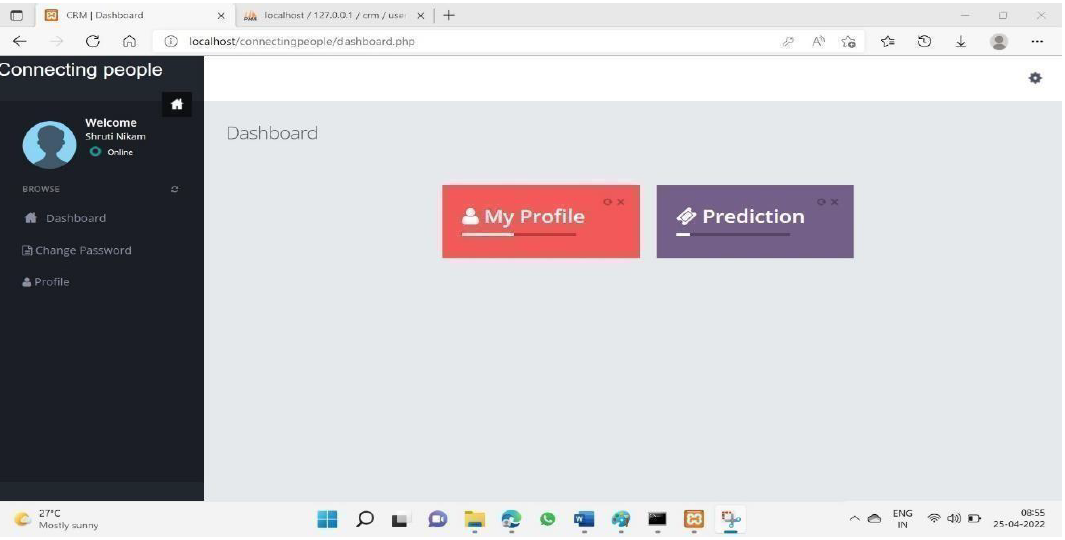 CRM | Dashboard
localhost / 127.0.0.1 / crm / use
localhost/connectingpeople/dashboard.php
Connecting people
Welcome
Shruti Nikam
Online
BROWSE
Dashboard
Change Password
Profile
Dashboard
My Profile
Prediction
27°C
Mostly sunny
ENG
IN
08:55
25-04-2022